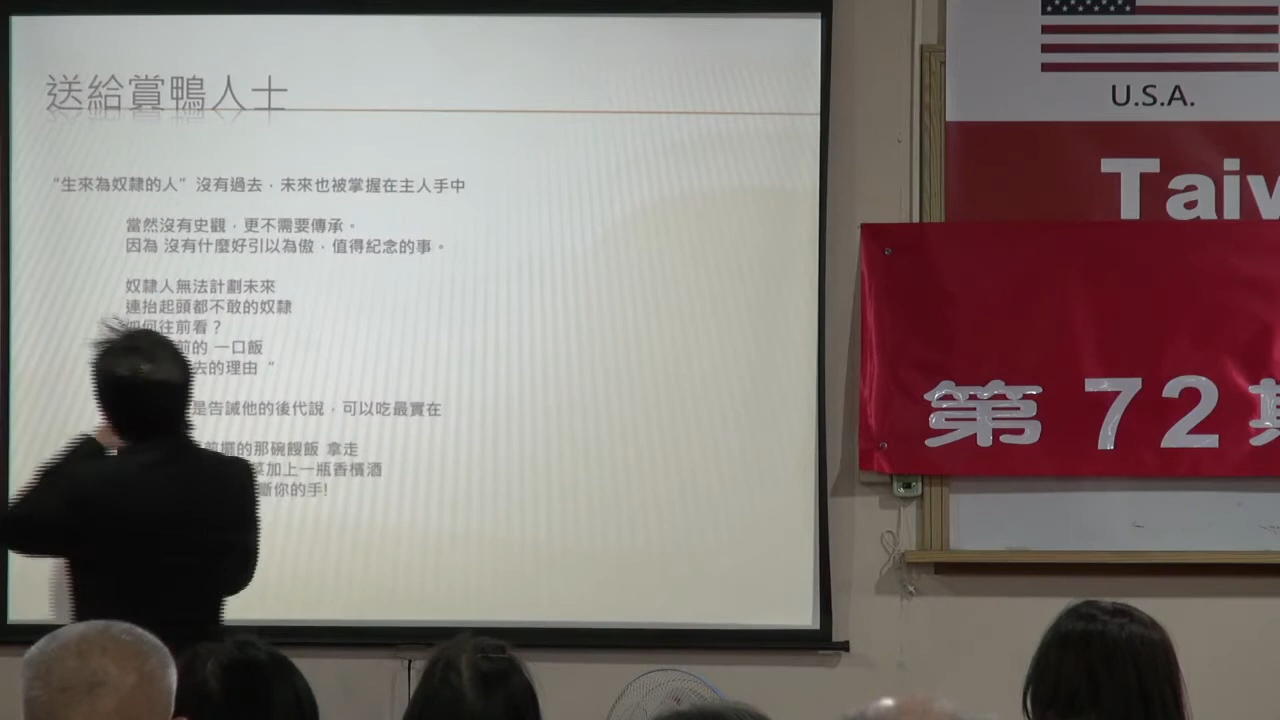 送給賞鴨人士
“生來為奴隸的人”沒有過去，未來也被掌握在主人手中
當然沒有史觀，更不需要傳承。
因為 沒有什麼好引以為傲，值得紀念的事。
奴隸人無法計劃未來
連抬起頭都不敢的奴隸
如何往前看？
前的 一口飯
去的理由 ”
是告誡他的後代說，可以吃最實在
前擺的那碗餿飯 拿走
菜加上一瓶香檳酒
斷你的手!
U.S.A.
Taiw
第 72 期